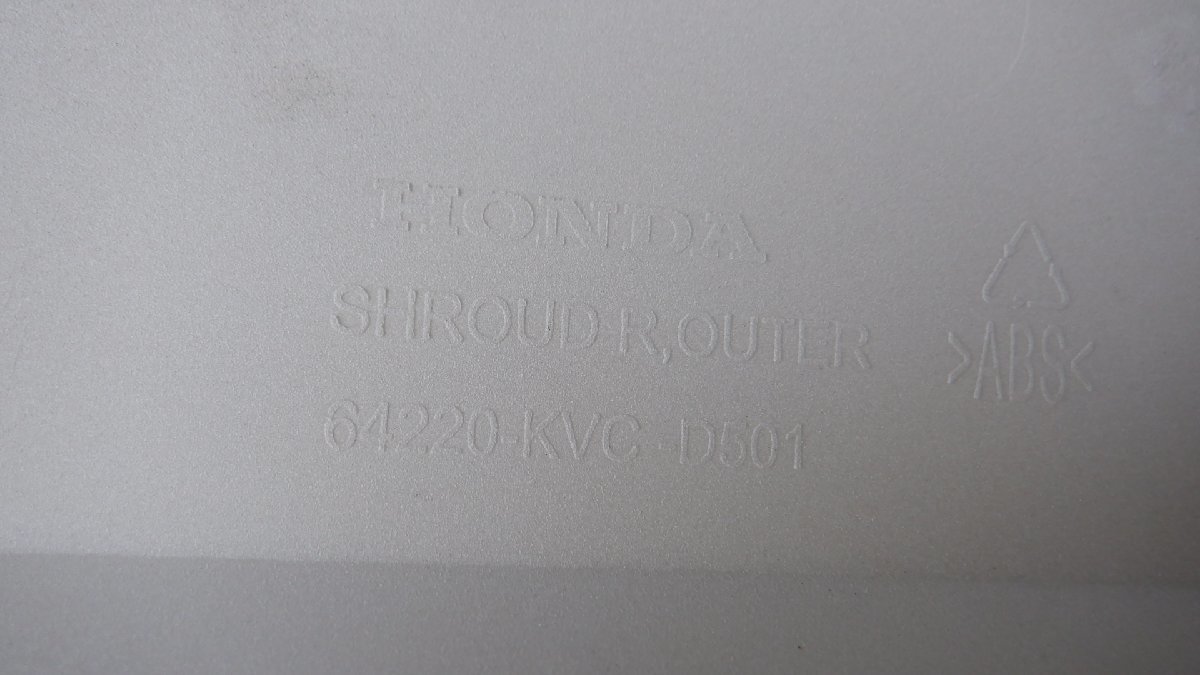 HONDA
SHROUD R,OUTER
64220-KVC-D501
>ABS<